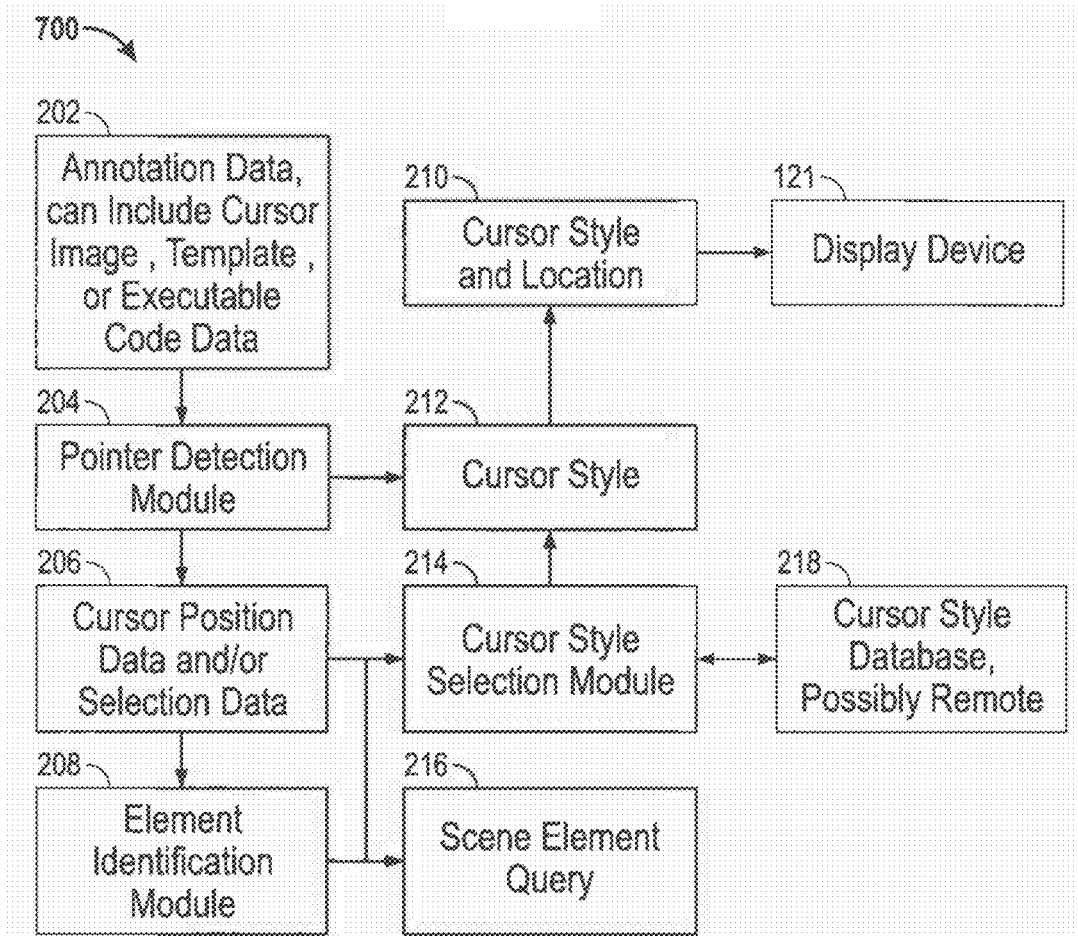 700
202
Annotation Data,
can Include Cursor
Image , Template ,
or Executable
Code Data
210
Cursor Style
and Location
121
Display Device
204
Pointer Detection
Module
212
Cursor Style
206
Cursor Position
Data and/or
Selection Data
214
Cursor Style
Selection Module
218
Cursor Style
Database,
Possibly Remote
208
Element
Identification
Module
216
Scene Element
Query